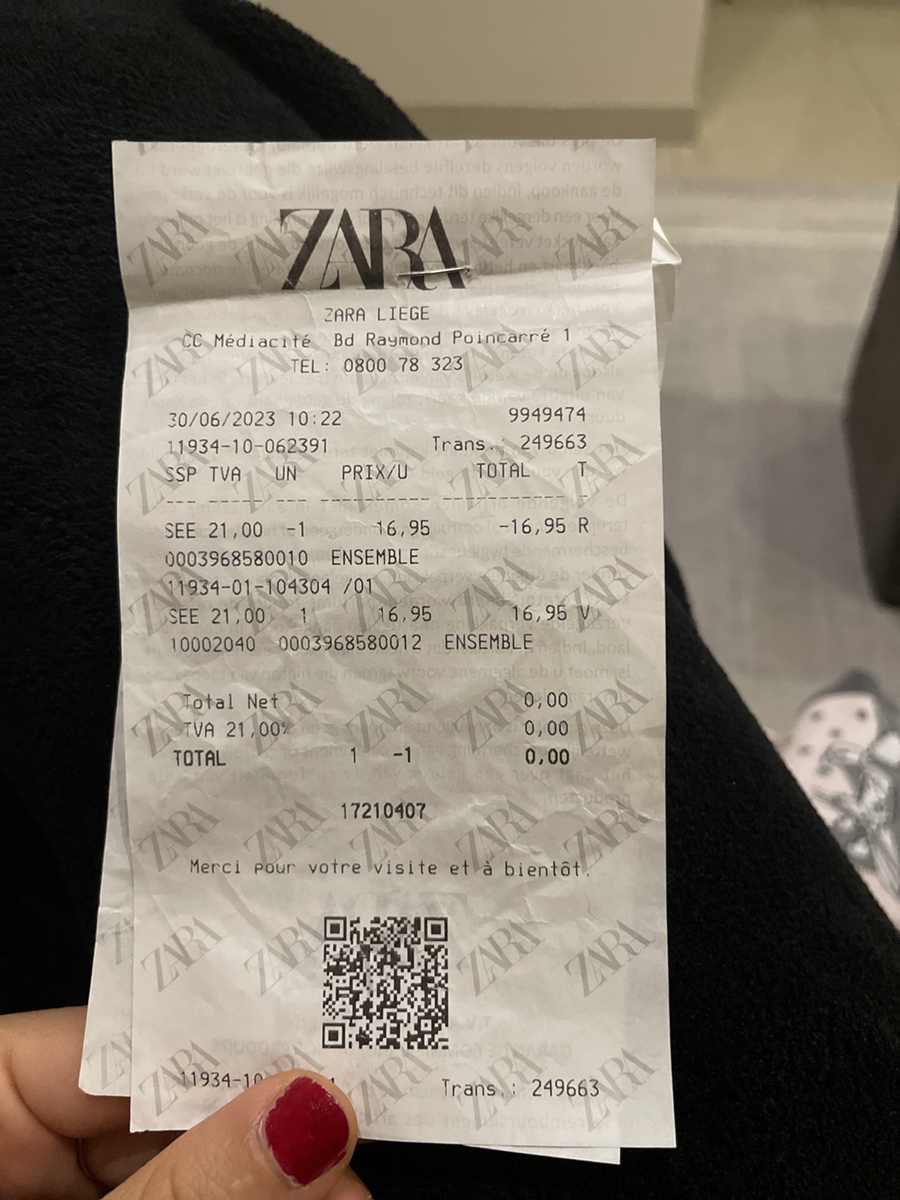 ZARA
ZARA LIEGE
CC Médiacité Bd Raymond Poincarré 1
TEL: 0800 78 323
30/06/2023 10:22 9949474
11934-10-062391 Trans.: 249663
SSP TVA UN PRIX/U TOTAL T
--- ----- --- ---------- ----------- -
SEE 21,00 -1 16,95 -16,95 R
0003968580010 ENSEMBLE
11934-01-104304 /01
SEE 21,00 1 16,95 16,95 V
10002040 0003968580012 ENSEMBLE
Total Net 0,00
TVA 21,00% 0,00
TOTAL 1 -1 0,00
17210407
Merci pour votre visite et à bientôt.
11934-10 Trans.: 249663